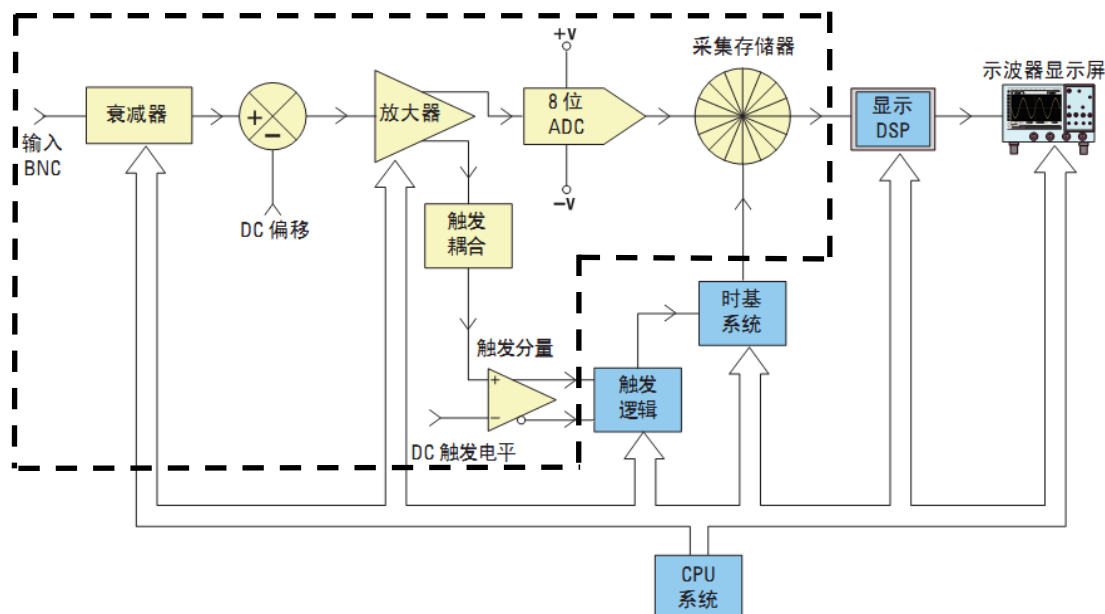 +V
采集存储器
示波器显示屏
衰减器
+
−
放大器
8 位
ADC
显示
DSP
输入
BNC
DC 偏移
−V
触发
耦合
时基
系统
触发分量
+
−
触发
逻辑
DC 触发电平
CPU
系统